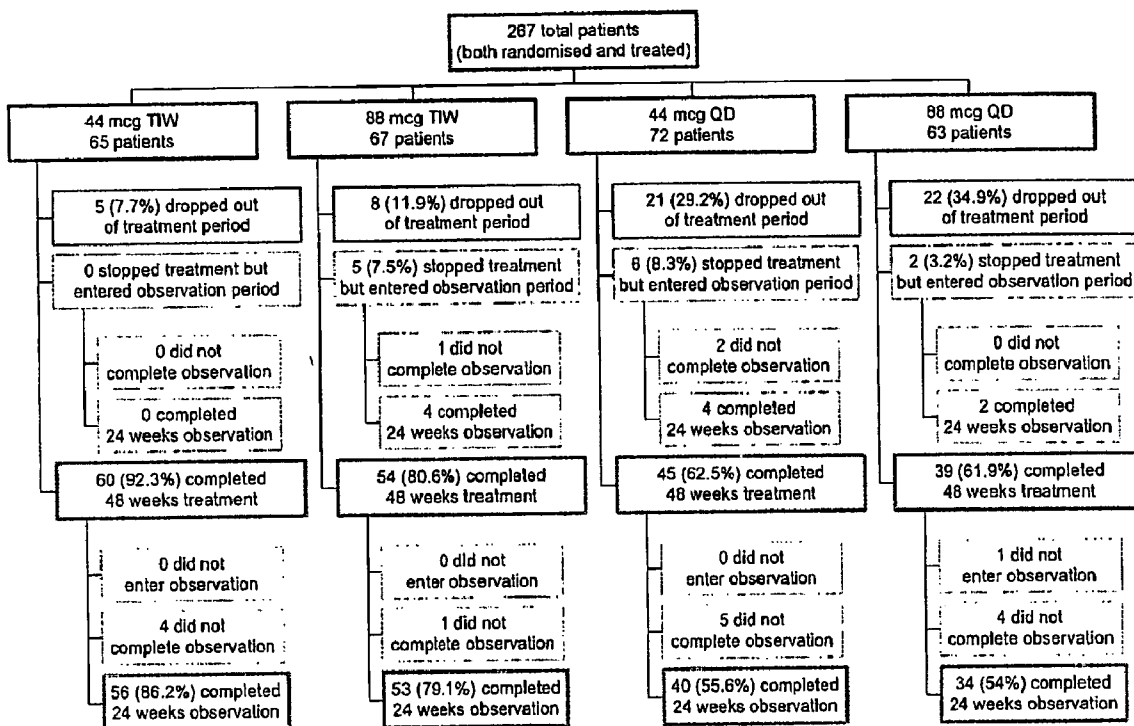 267 total patients
(both randomised and treated)
44 mcg TIW
65 patients
88 mcg TIW
67 patients
44 mcg QD
72 patients
88 mcg QD
63 patients
5 (7.7%) dropped out
of treatment period
8 (11.9%) dropped out
of treatment period
21 (29.2%) dropped out
of treatment period
22 (34.9%) dropped out
of treatment period
0 stopped treatment but
entered observation period
5 (7.5%) stopped treatment
but entered observation period
6 (8.3%) stopped treatment
but entered observation period
2 (3.2%) stopped treatment
but entered observation period
0 did not
complete observation
1 did not
complete observation
2 did not
complete observation
0 did not
complete observation
0 completed
24 weeks observation
4 completed
24 weeks observation
4 completed
24 weeks observation
2 completed
24 weeks observation
60 (92.3%) completed
48 weeks treatment
54 (80.6%) completed
48 weeks treatment
45 (62.5%) completed
48 weeks treatment
39 (61.9%) completed
48 weeks treatment
0 did not
enter observation
0 did not
enter observation
0 did not
enter observation
1 did not
enter observation
4 did not
complete observation
1 did not
complete observation
5 did not
complete observation
4 did not
complete observation
56 (86.2%) completed
24 weeks observation
53 (79.1%) completed
24 weeks observation
40 (55.6%) completed
24 weeks observation
34 (54%) completed
24 weeks observation